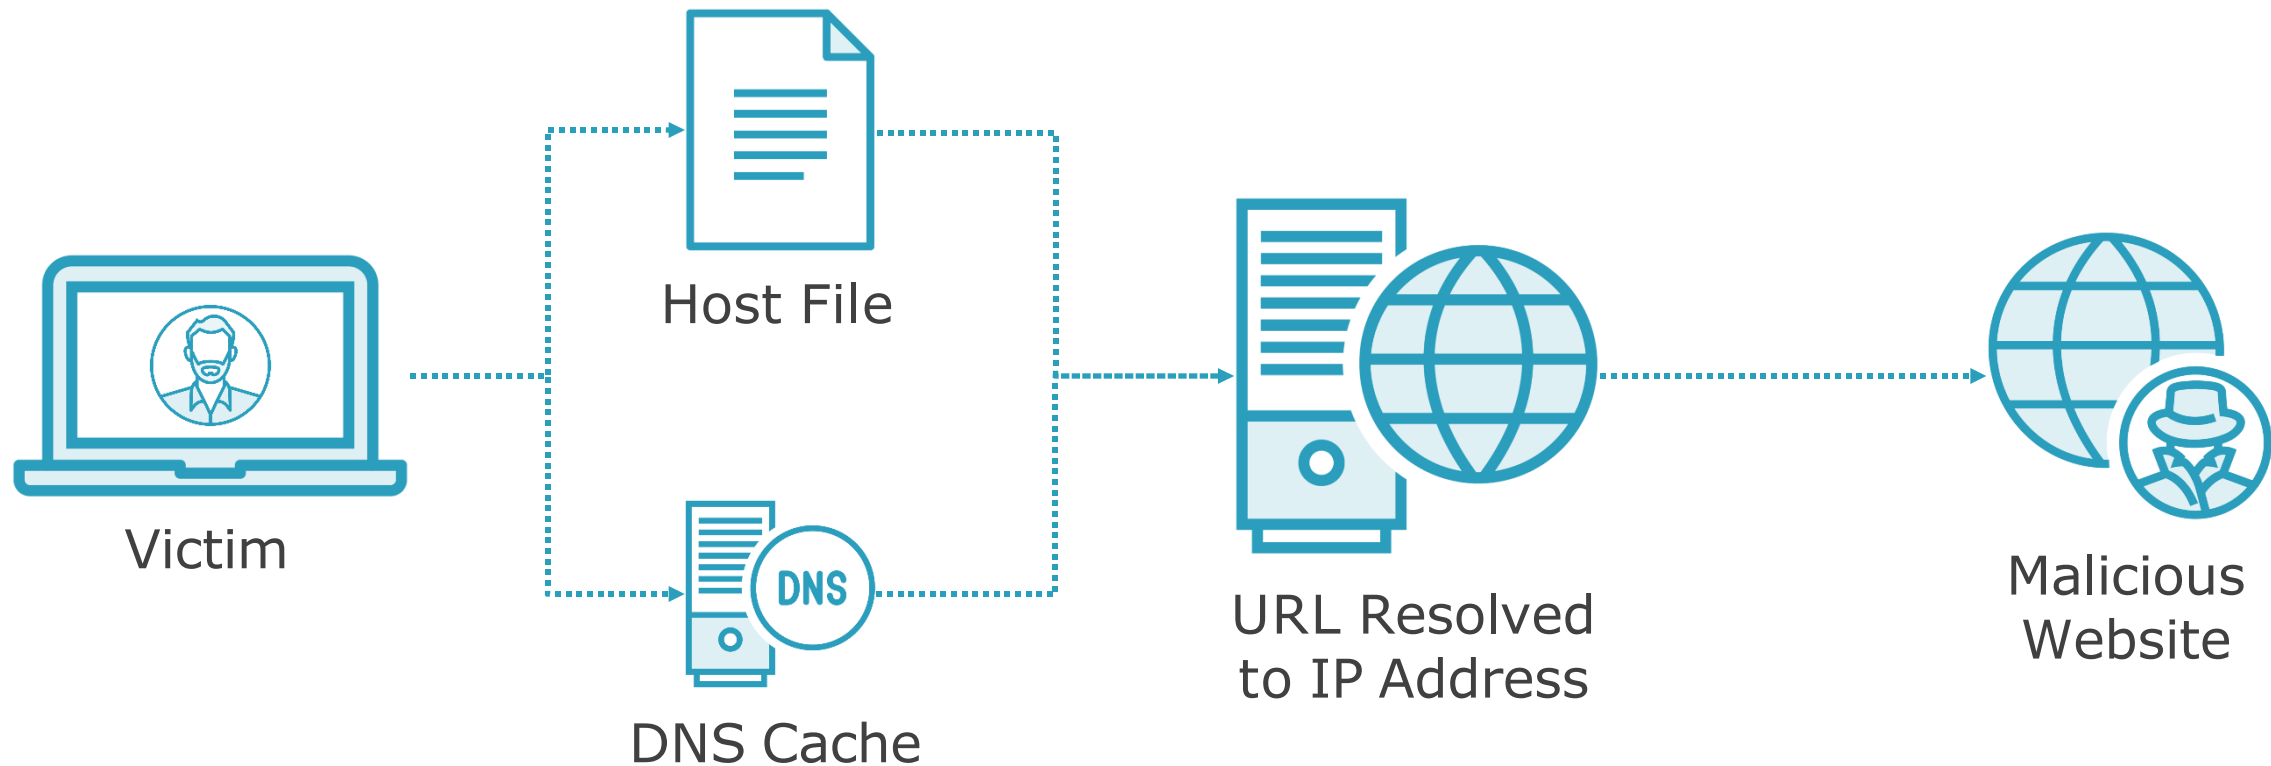 Victim
Host File
DNS
DNS Cache
URL Resolved
to IP Address
Malicious
Website